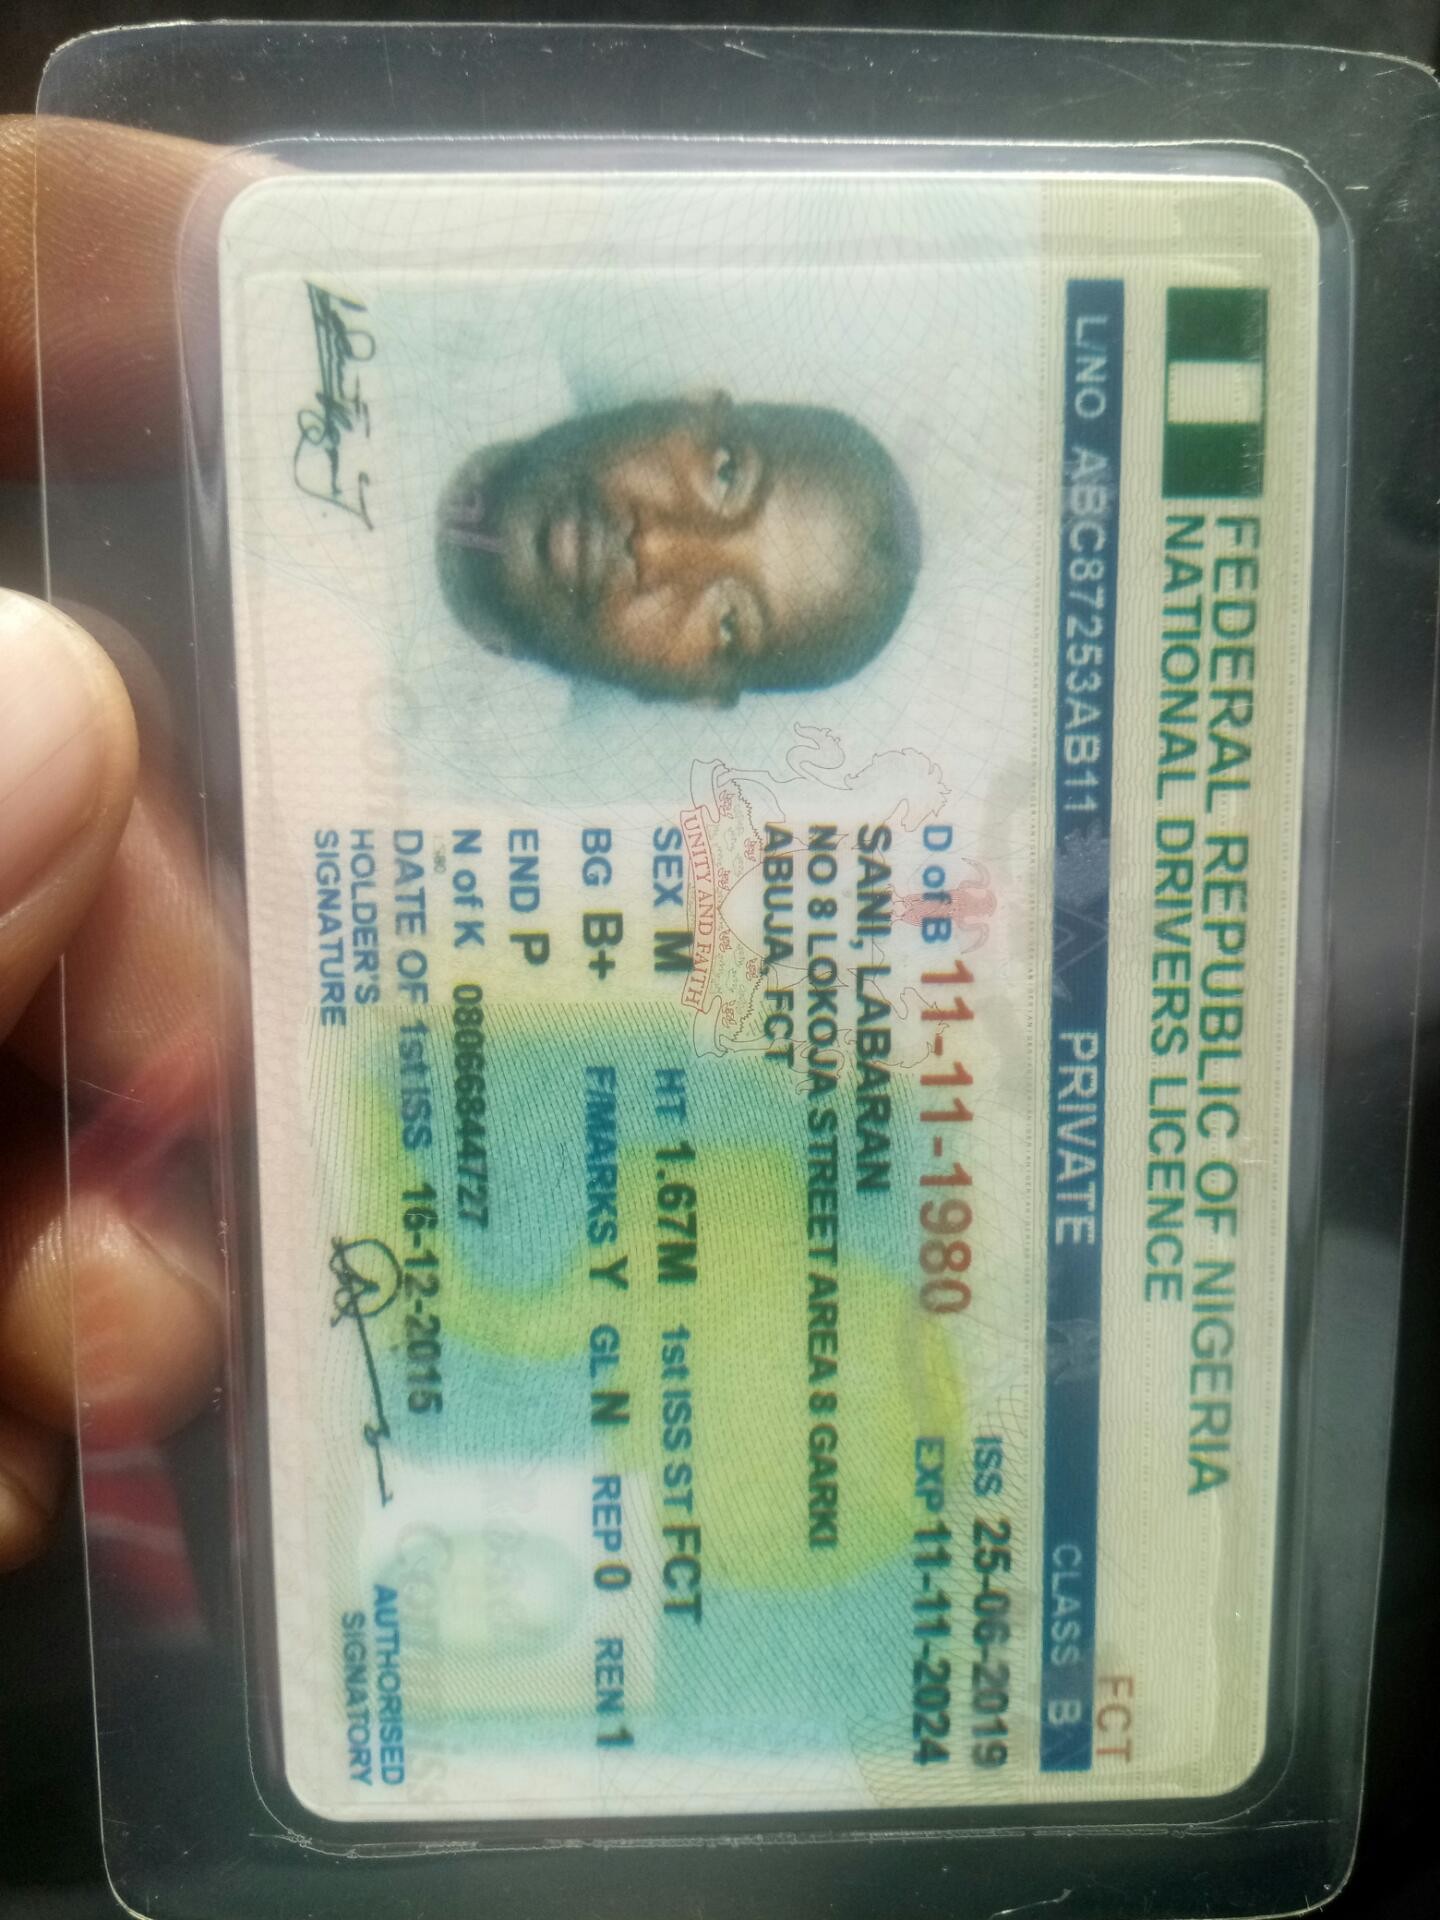 FEDERAL REPUBLIC OF NIGERIA
NATIONAL DRIVERS LICENCE
FCT
L/NO ABC87253AB11 PRIVATE CLASS B
D of B 11-11-1980
ISS 25-06-2019
EXP 11-11-2024
SANI, LABARAN
NO 8 LOKOJA STREET AREA 8 GARKI
ABUJA, FCT
UNITY AND FAITH
SEX M HT 1.67M 1st ISS ST FCT
BG B+ F/MARKS Y GL N REP 0 REN 1
END P
N of K 08066844727
DATE OF 1st ISS 16-12-2015
HOLDER'S
SIGNATURE
AUTHORISED
SIGNATORY